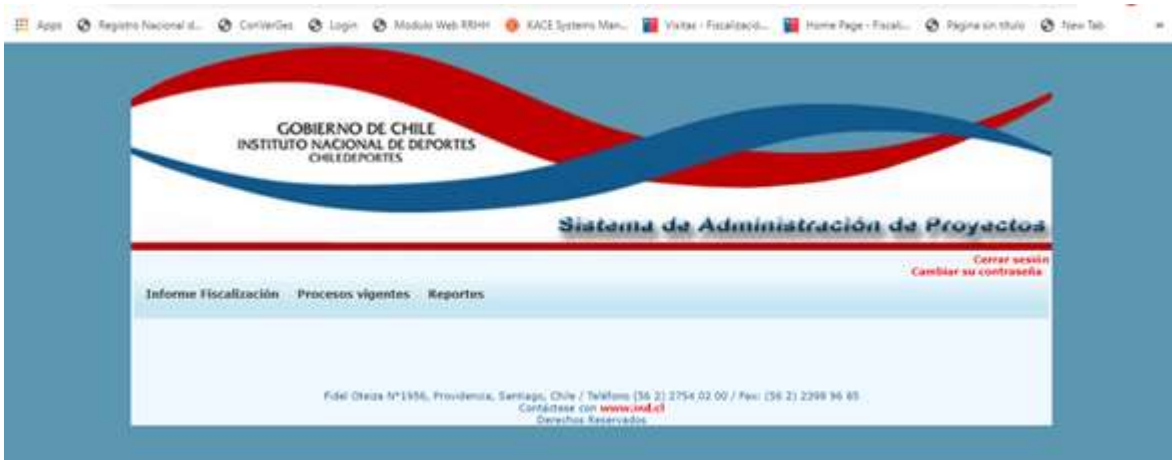 Apps Registro Nacional d... ConVerGes Login Modulo Web RRHH KACE Systems Man... Visitas - Fiscalizació... Home Page - Fiscali... Página sin título New Tab
GOBIERNO DE CHILE
INSTITUTO NACIONAL DE DEPORTES
CHILEDEPORTES
Sistema de Administración de Proyectos
Cerrar sesión
Cambiar su contraseña
Informe Fiscalización Procesos vigentes Reportes
Fidel Oteiza Nº1956, Providencia, Santiago, Chile / Teléfono (56 2) 2754 02 00 / Fax: (56 2) 2398 96 85
Contáctese con www.ind.cl
Derechos Reservados